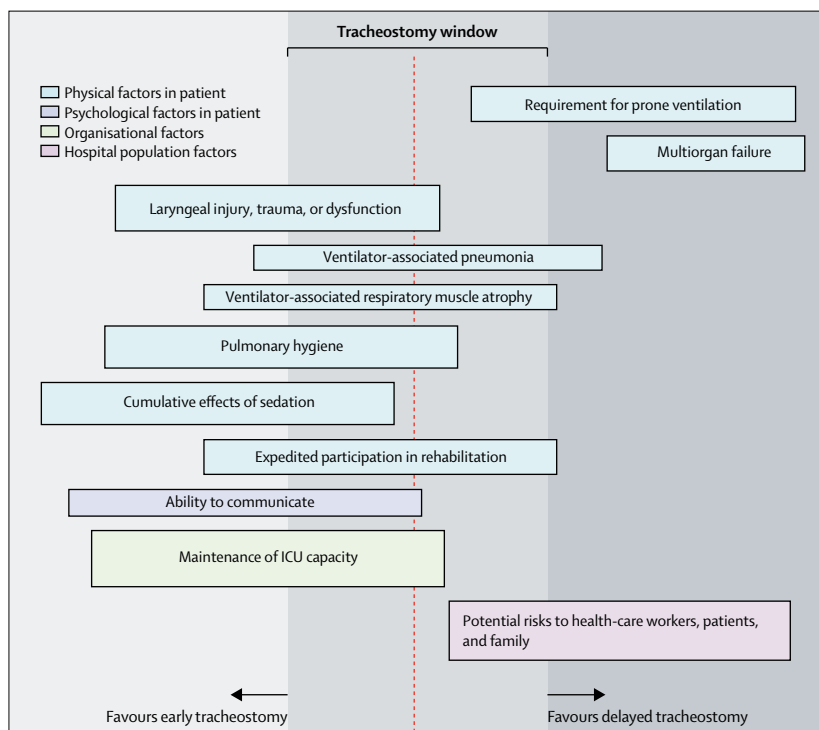 Tracheostomy window
Physical factors in patient
Psychological factors in patient
Organisational factors
Hospital population factors
Requirement for prone ventilation
Multiorgan failure
Laryngeal injury, trauma, or dysfunction
Ventilator-associated pneumonia
Ventilator-associated respiratory muscle atrophy
Pulmonary hygiene
Cumulative effects of sedation
Expedited participation in rehabilitation
Ability to communicate
Maintenance of ICU capacity
Potential risks to health-care workers, patients,
and family
Favours early tracheostomy
Favours delayed tracheostomy